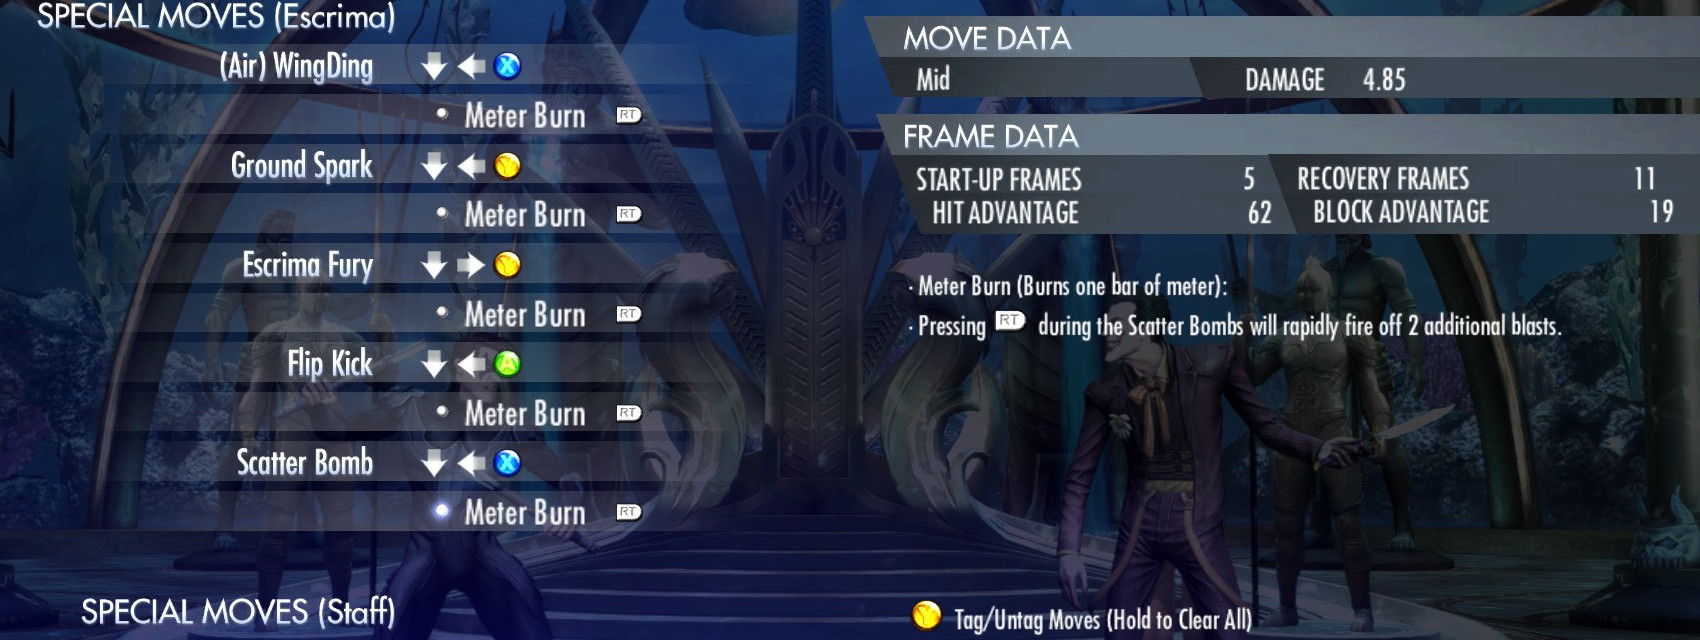 SPECIAL MOVES (Escrima)
(Air) WingDing X
Meter Burn RT
Ground Spark Y
Meter Burn RT
Escrima Fury Y
Meter Burn RT
Flip Kick A
Meter Burn RT
Scatter Bomb X
Meter Burn RT
SPECIAL MOVES (Staff)
MOVE DATA
Mid DAMAGE 4.85
FRAME DATA
START-UP FRAMES 5 RECOVERY FRAMES 11
HIT ADVANTAGE 62 BLOCK ADVANTAGE 19
· Meter Burn (Burns one bar of meter):
· Pressing RT during the Scatter Bombs will rapidly fire off 2 additional blasts.
Y Tag/Untag Moves (Hold to Clear All)